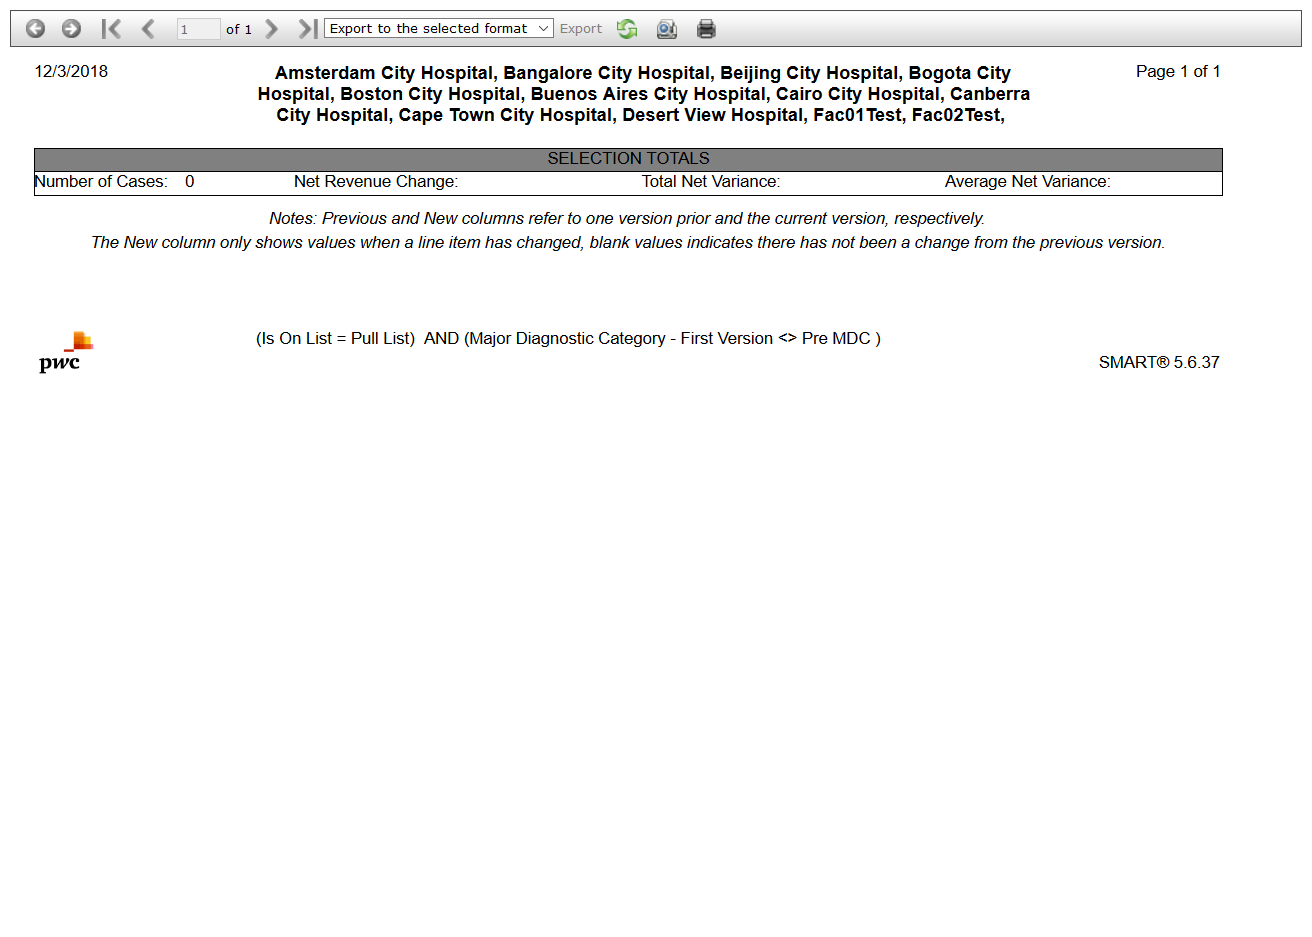 1 of 1 Export to the selected format Export
12/3/2018
Amsterdam City Hospital, Bangalore City Hospital, Beijing City Hospital, Bogota City
Hospital, Boston City Hospital, Buenos Aires City Hospital, Cairo City Hospital, Canberra
City Hospital, Cape Town City Hospital, Desert View Hospital, Fac01Test, Fac02Test,
Page 1 of 1
SELECTION TOTALS
Number of Cases: 0 Net Revenue Change: Total Net Variance: Average Net Variance:
Notes: Previous and New columns refer to one version prior and the current version, respectively.
The New column only shows values when a line item has changed, blank values indicates there has not been a change from the previous version.
(Is On List = Pull List) AND (Major Diagnostic Category - First Version <> Pre MDC )
pwc
SMART® 5.6.37